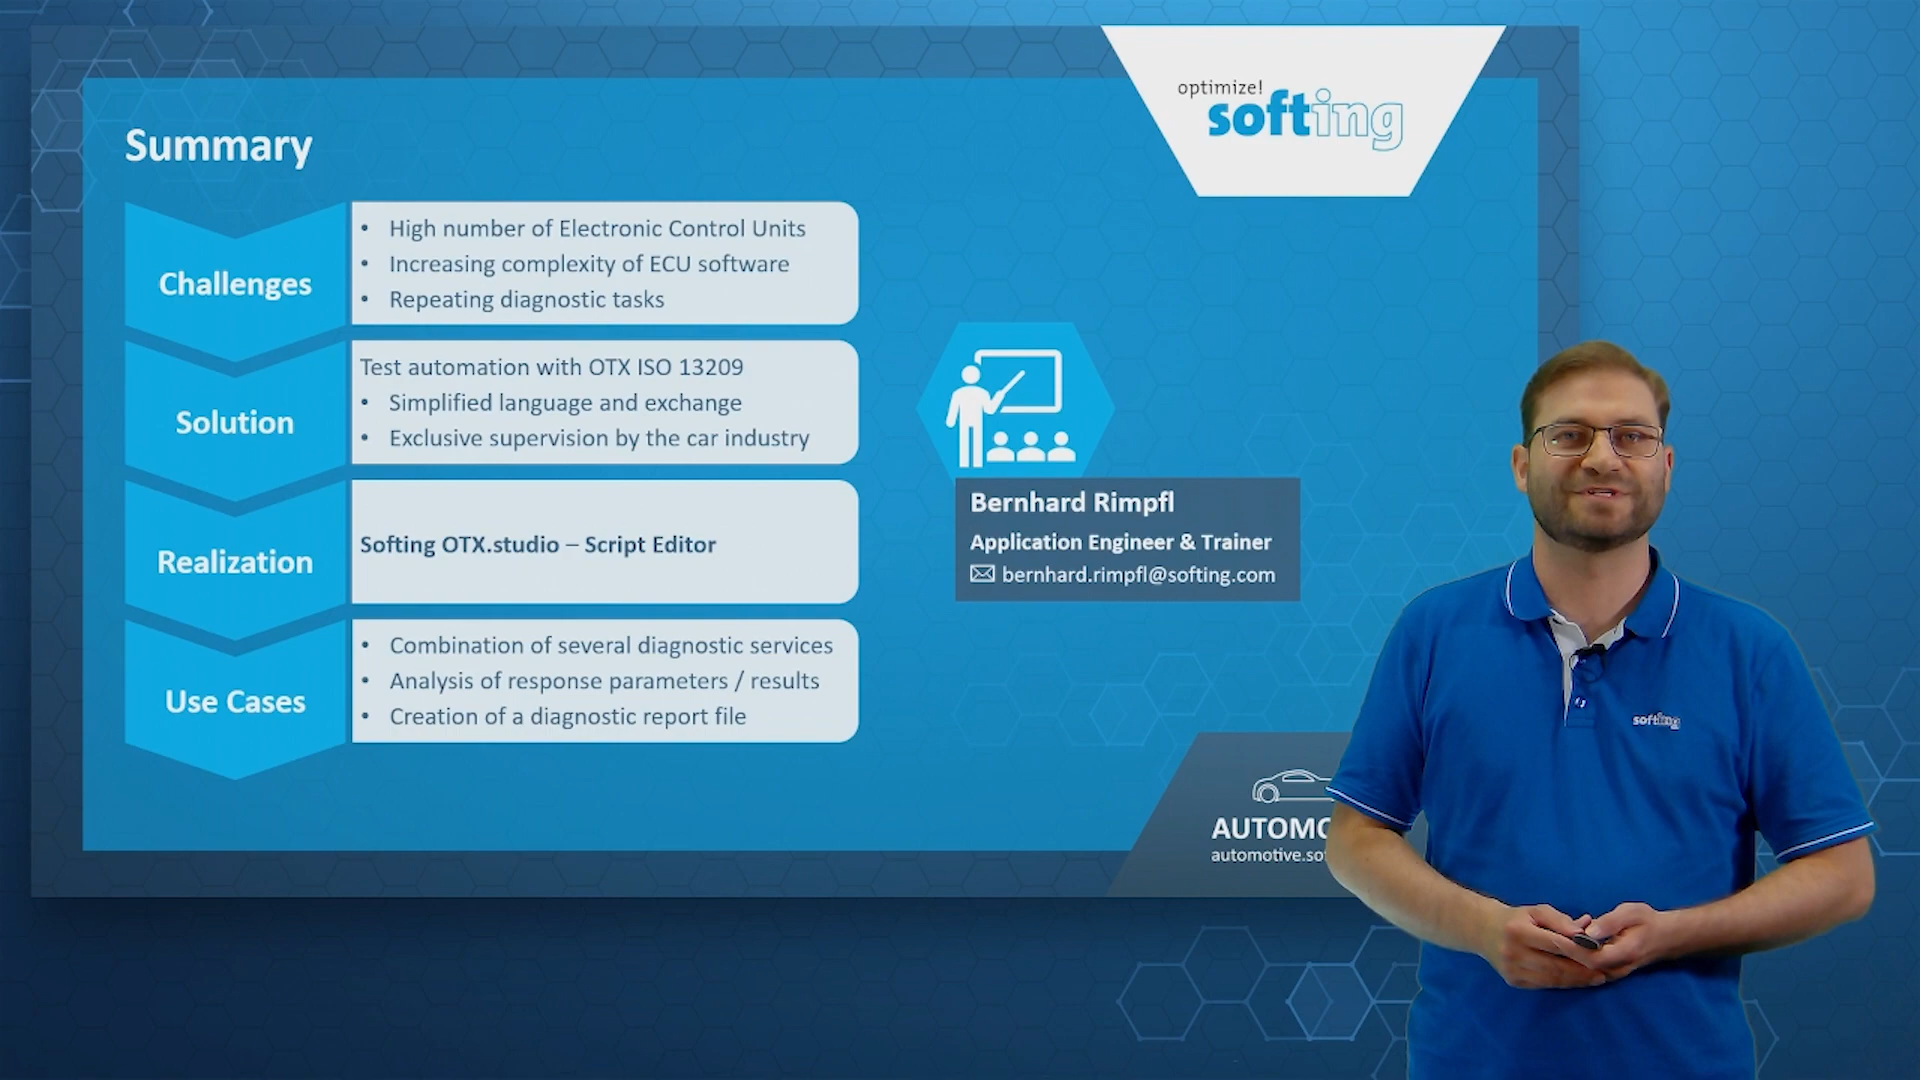 optimize!
softing
Summary
Challenges
• High number of Electronic Control Units
• Increasing complexity of ECU software
• Repeating diagnostic tasks
Solution
Test automation with OTX ISO 13209
• Simplified language and exchange
• Exclusive supervision by the car industry
Realization
Softing OTX.studio – Script Editor
Use Cases
• Combination of several diagnostic services
• Analysis of response parameters / results
• Creation of a diagnostic report file
Bernhard Rimpfl
Application Engineer & Trainer
bernhard.rimpfl@softing.com
softing
AUTOMO
automotive.so